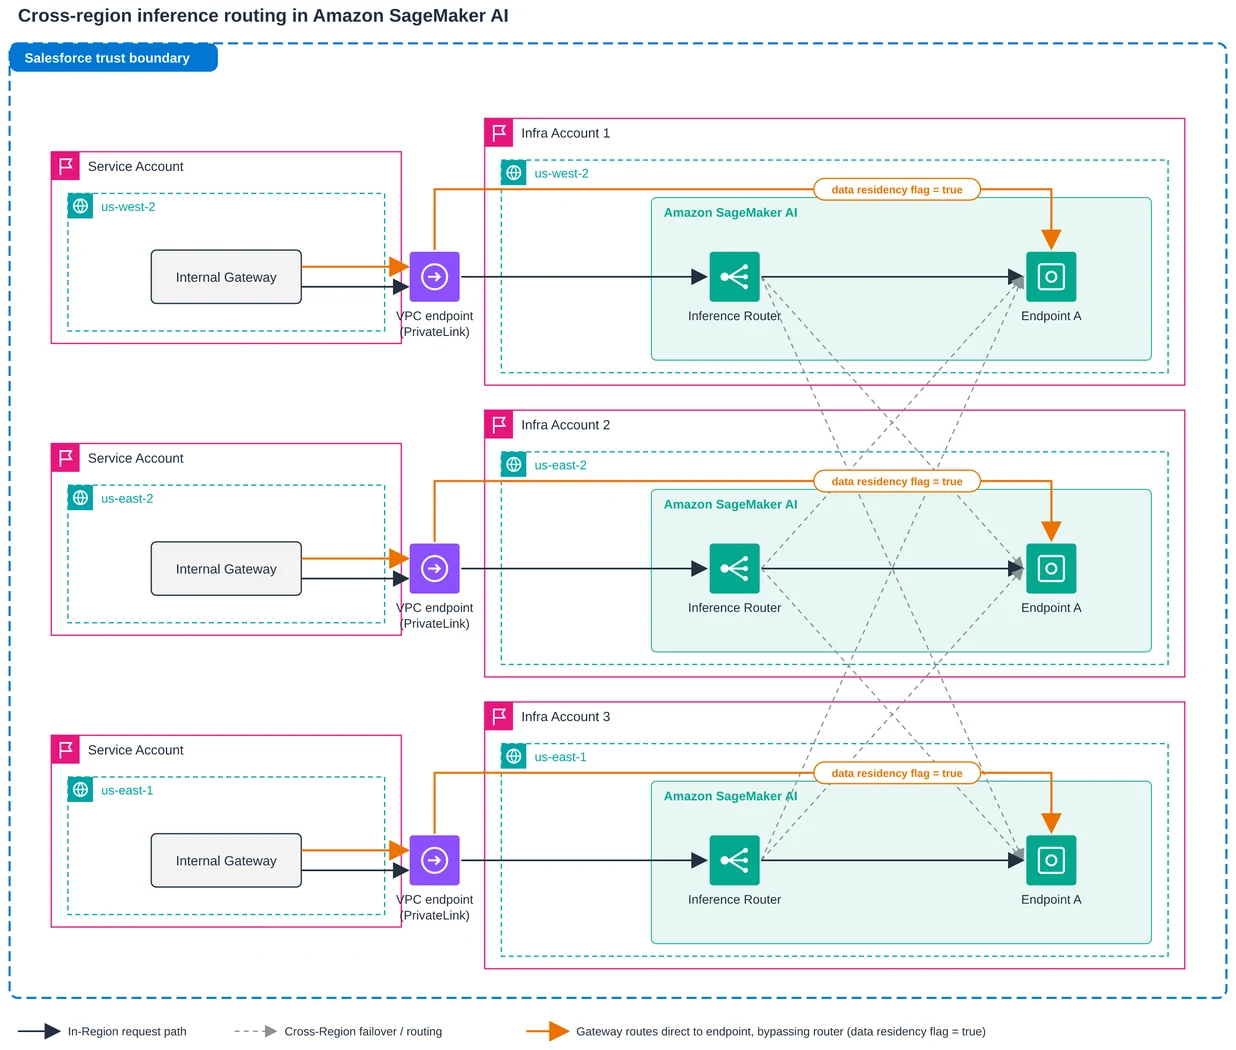 Cross-region inference routing in Amazon SageMaker AI
Salesforce trust boundary
Infra Account 1
Service Account
us-west-2
us-west-2
data residency flag = true
Amazon SageMaker AI
Internal Gateway
VPC endpoint
(PrivateLink)
Inference Router
Endpoint A
Infra Account 2
Service Account
us-east-2
us-east-2
data residency flag = true
Amazon SageMaker AI
Internal Gateway
VPC endpoint
(PrivateLink)
Inference Router
Endpoint A
Infra Account 3
Service Account
us-east-1
us-east-1
data residency flag = true
Amazon SageMaker AI
Internal Gateway
VPC endpoint
(PrivateLink)
Inference Router
Endpoint A
In-Region request path
Cross-Region failover / routing
Gateway routes direct to endpoint, bypassing router (data residency flag = true)